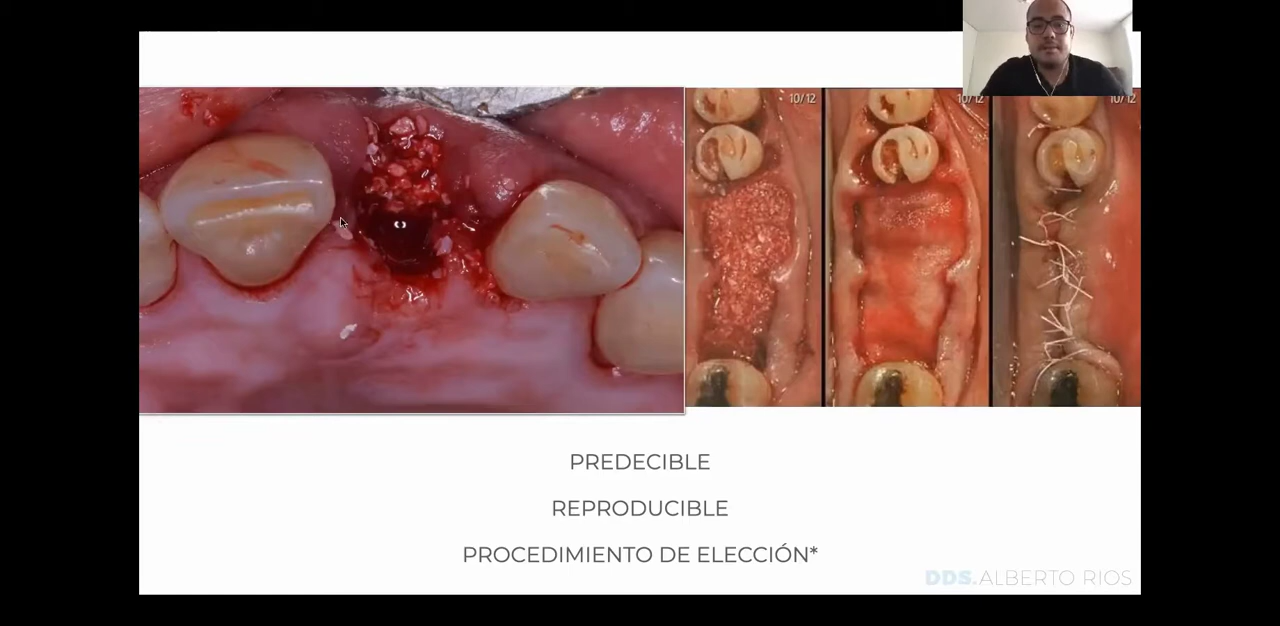 10/12
10/12
10/12
PREDECIBLE
REPRODUCIBLE
PROCEDIMIENTO DE ELECCIÓN*
DDS.ALBERTO RIOS